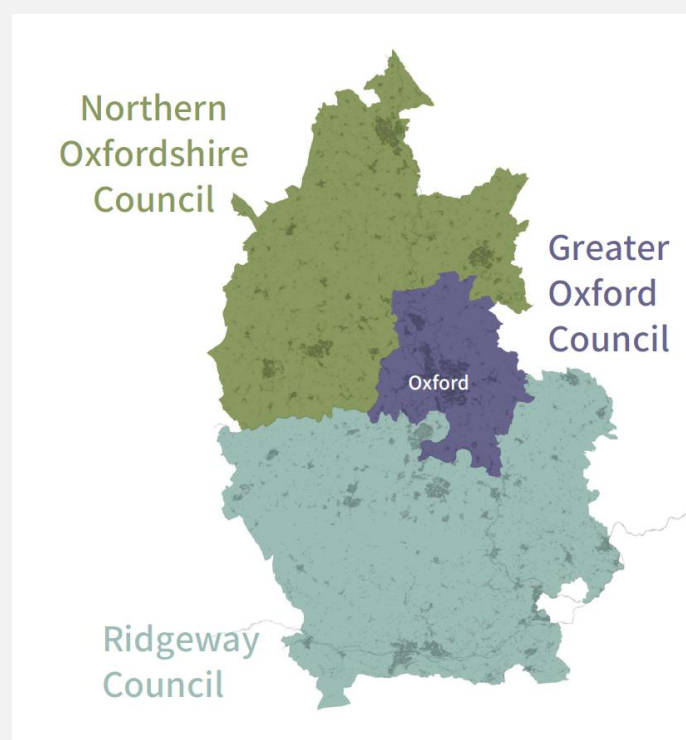 Northern
Oxfordshire
Council
Greater
Oxford
Council
Oxford
Ridgeway
Council